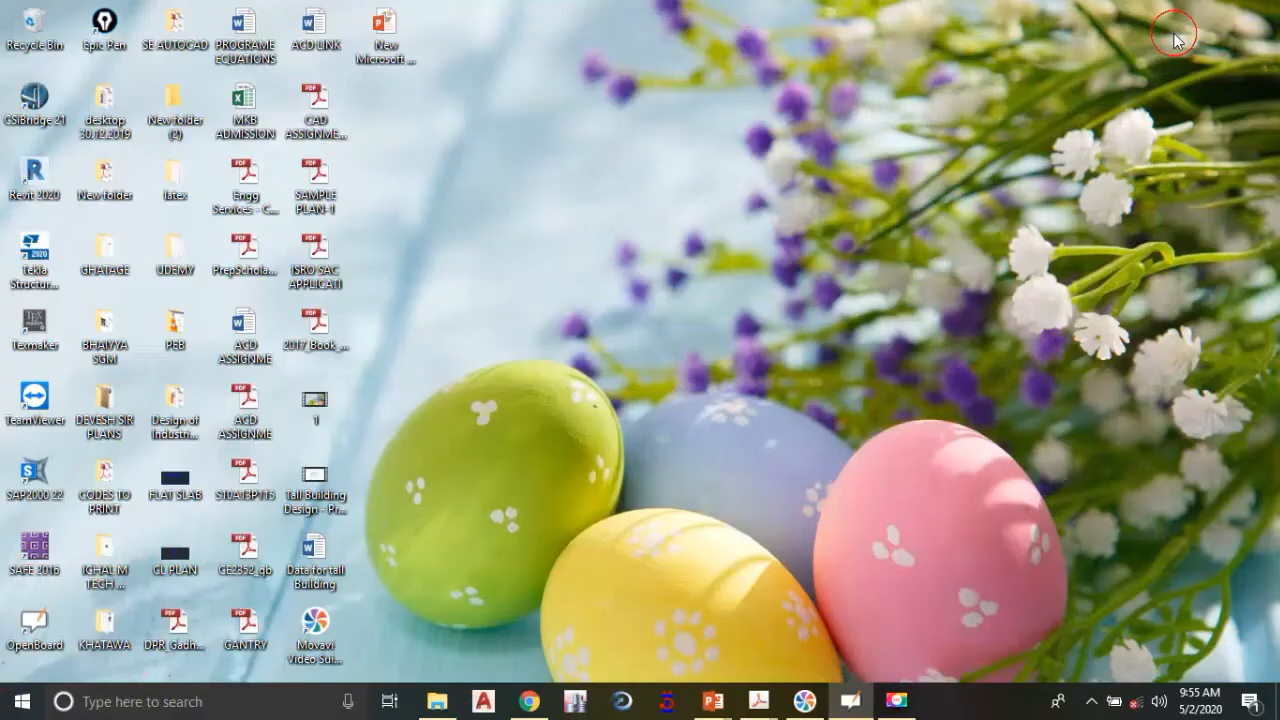 Recycle Bin
Epic Pen
SE AUTOCAD
PROGRAME
EQUATIONS
ACD LINK
New
Microsoft ...
CSiBridge 21
desktop
30.12.2019
New folder
(2)
MKB
ADMISSION
CAD
ASSIGNME...
Revit 2020
New folder
latex
Engg
Services - C...
SAMPLE
PLAN-1
Tekla
Structur...
GHATAGE
UDEMY
PrepSchola...
ISRO SAC
APPLICATI
Texmaker
BHAIYYA
SGM
PEB
ACD
ASSIGNME
2017_Book_...
TeamViewer
DEVESH SIR
PLANS
Design of
Industri...
ACD
ASSIGNME
1
SAP2000 22
CODES TO
PRINT
FLAT SLAB
S10A13PT15
Tall Building
Design - Pr...
SAFE 2016
ICHAL M
TECH ...
CL PLAN
CE2352_qb
Data for tall
Building
OpenBoard
KHATAWA
DPR_Gadh...
GANTRY
Movavi
Video Sui...
Type here to search
9:55 AM
5/2/2020